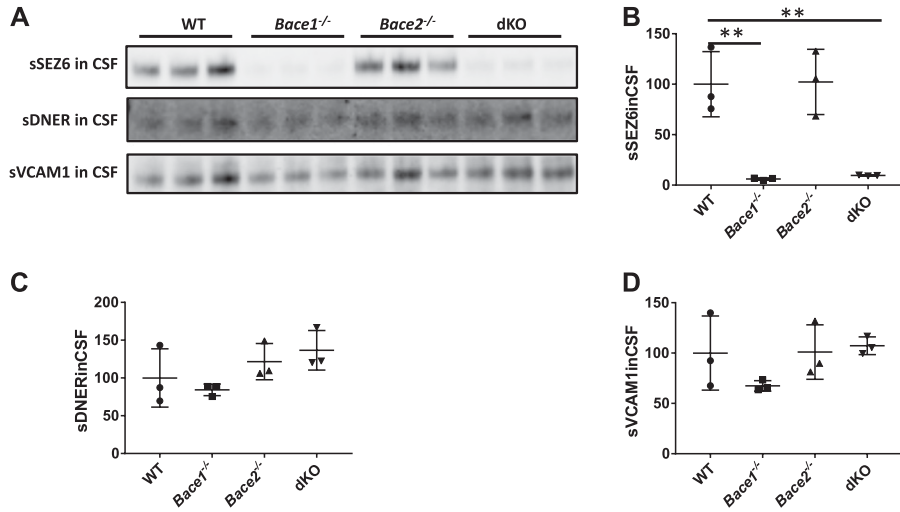 A
WT Bace1-/- Bace2-/- dKO
sSEZ6 in CSF
sDNER in CSF
sVCAM1 in CSF
B
**
**
150
100
50
0
sSEZ6inCSF
WT Bace1-/- Bace2-/- dKO
C
200
150
100
50
0
sDNERinCSF
WT Bace1-/- Bace2-/- dKO
D
150
100
50
0
sVCAM1inCSF
WT Bace1-/- Bace2-/- dKO